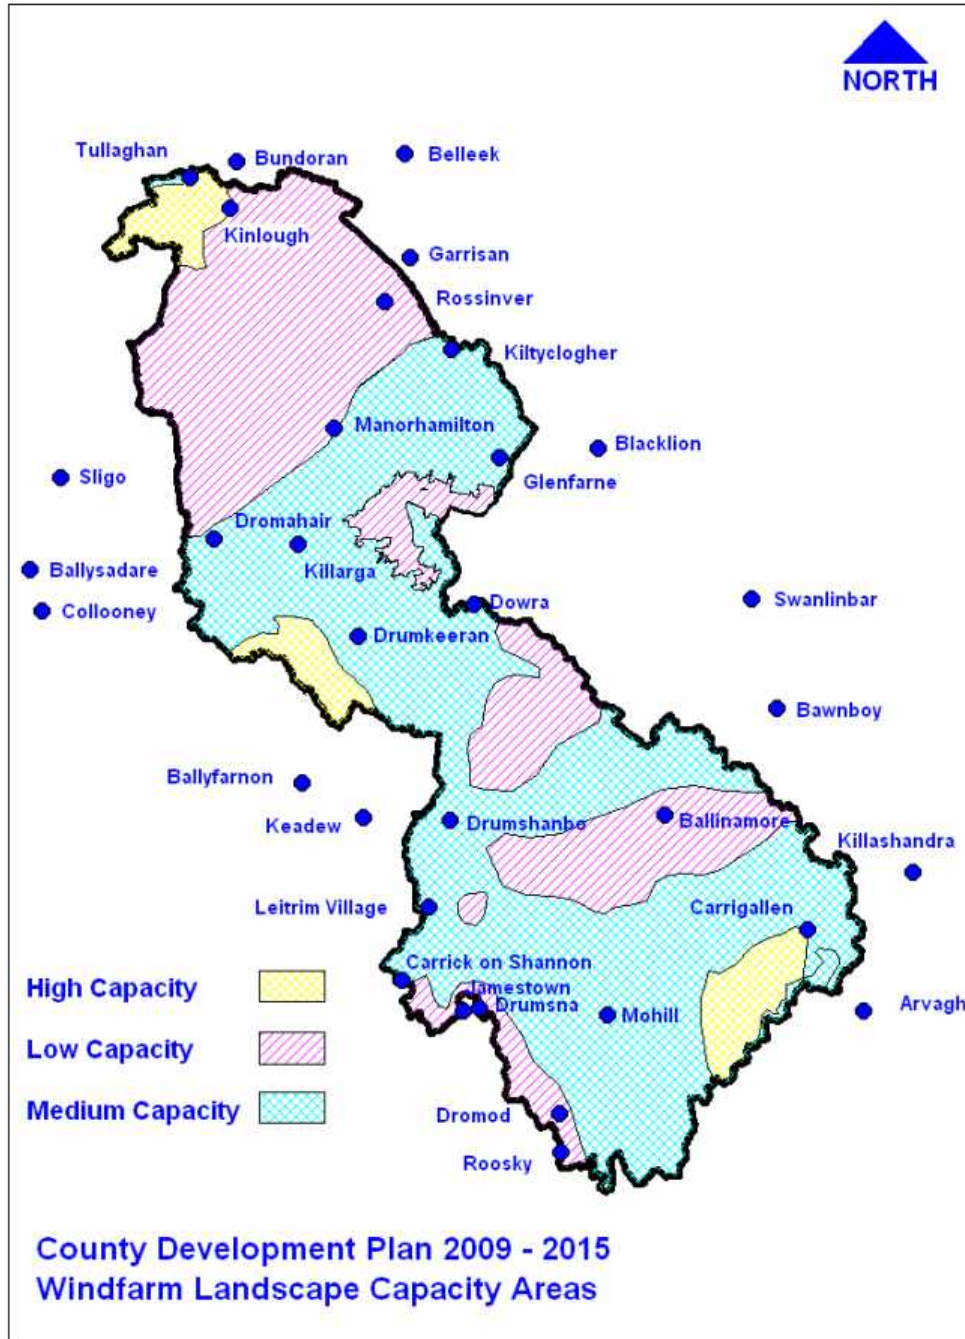 NORTH
Tullaghan
Bundoran
Belleek
Kinlough
Garrisan
Rossinver
Kiltyclogher
Manorhamilton
Blacklion
Sligo
Glenfarne
Dromahair
Ballysadare
Killarga
Collooney
Dowra
Swanlinbar
Drumkeeran
Bawnboy
Ballyfarnon
Keadew
Drumshanbo
Ballinamore
Killashandra
Leitrim Village
Carrigallen
Carrick on Shannon
High Capacity
Jamestown
Drumsna
Mohill
Arvagh
Low Capacity
Medium Capacity
Dromod
Roosky
County Development Plan 2009 - 2015
Windfarm Landscape Capacity Areas